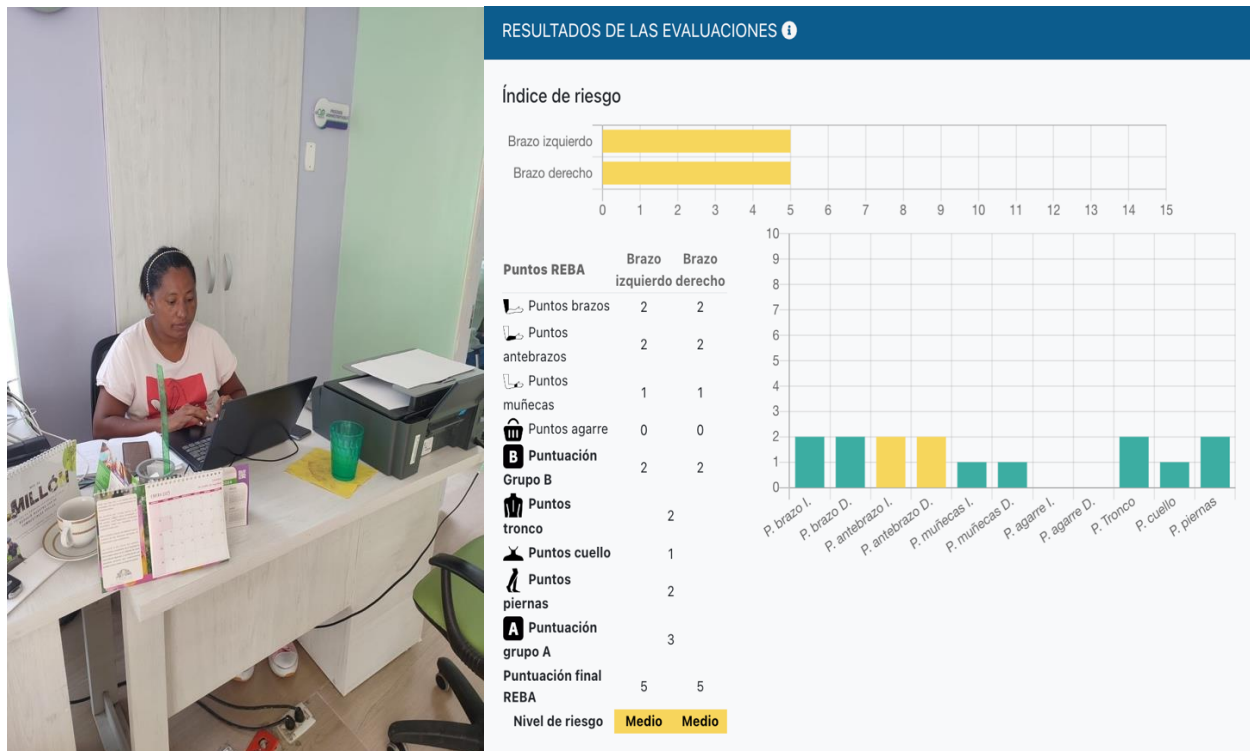 RESULTADOS DE LAS EVALUACIONES
Índice de riesgo
Brazo izquierdo
Brazo derecho
0 1 2 3 4 5 6 7 8 9 10 11 12 13 14 15
Puntos REBA
Brazo izquierdo
Brazo derecho
Puntos brazos 2 2
Puntos
antebrazos 2 2
Puntos
muñecas 1 1
Puntos agarre 0 0
B Puntuación
Grupo B 2 2
Puntos
tronco 2
Puntos cuello 1
Puntos
piernas 2
A Puntuación
grupo A 3
Puntuación final
REBA 5 5
Nivel de riesgo Medio Medio
10
9
8
7
6
5
4
3
2
1
0
P. brazo I.
P. brazo D.
P. antebrazo I.
P. antebrazo D.
P. muñecas I.
P. muñecas D.
P. agarre I.
P. agarre D.
P. Tronco
P. cuello
P. piernas
MILLÓN